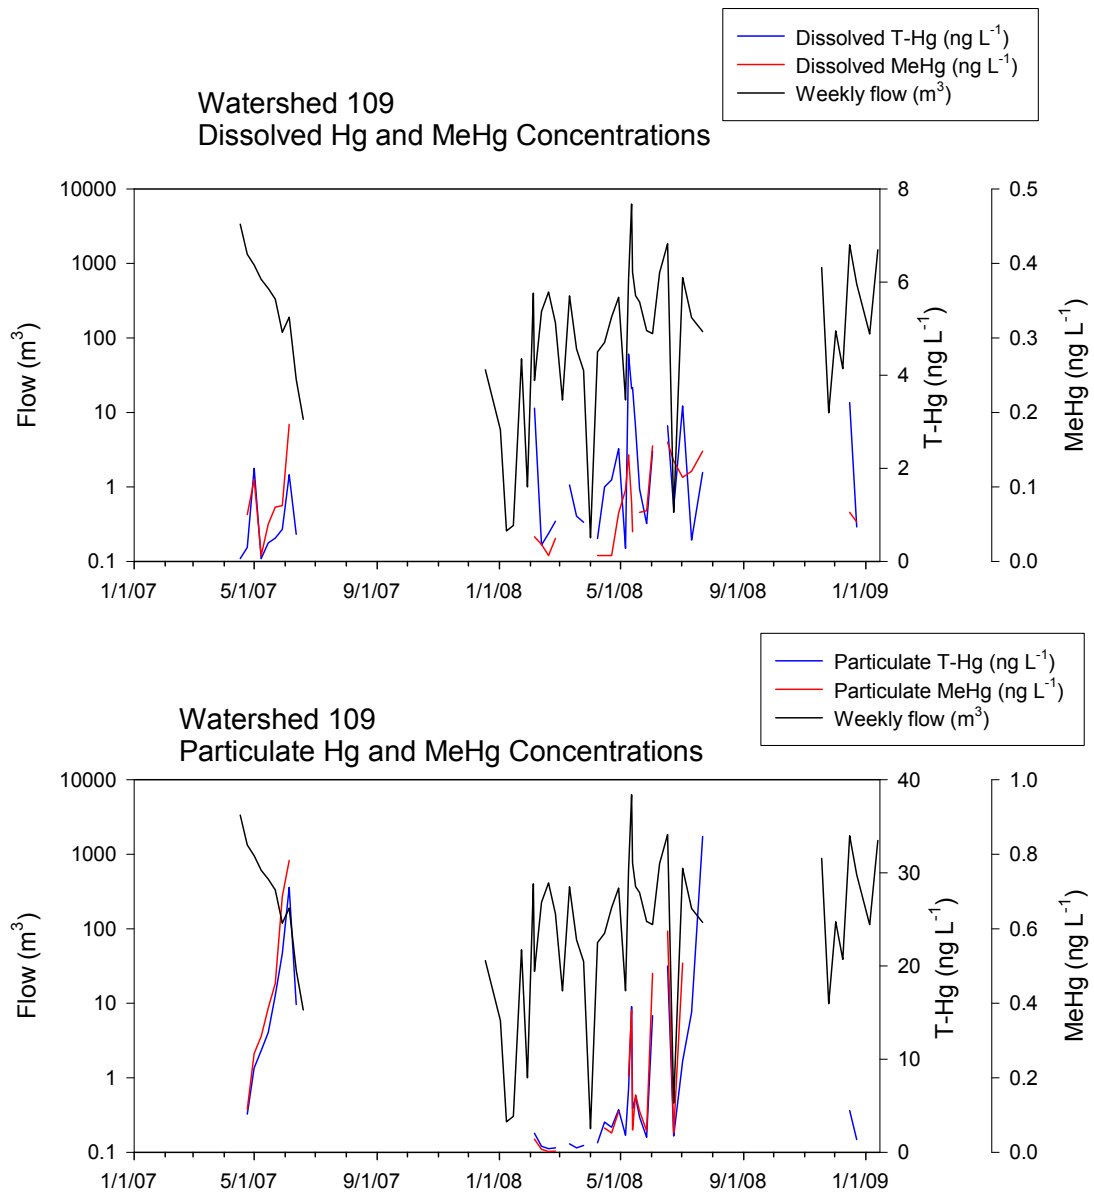 Dissolved T-Hg (ng L⁻¹)
Dissolved MeHg (ng L⁻¹)
Weekly flow (m³)
Watershed 109
Dissolved Hg and MeHg Concentrations
10000
1000
100
10
1
0.1
Flow (m³)
8
6
4
2
0
T-Hg (ng L⁻¹)
0.5
0.4
0.3
0.2
0.1
0.0
MeHg (ng L⁻¹)
1/1/07 5/1/07 9/1/07 1/1/08 5/1/08 9/1/08 1/1/09
Particulate T-Hg (ng L⁻¹)
Particulate MeHg (ng L⁻¹)
Weekly flow (m³)
Watershed 109
Particulate Hg and MeHg Concentrations
10000
1000
100
10
1
0.1
Flow (m³)
40
30
20
10
0
T-Hg (ng L⁻¹)
1.0
0.8
0.6
0.4
0.2
0.0
MeHg (ng L⁻¹)
1/1/07 5/1/07 9/1/07 1/1/08 5/1/08 9/1/08 1/1/09